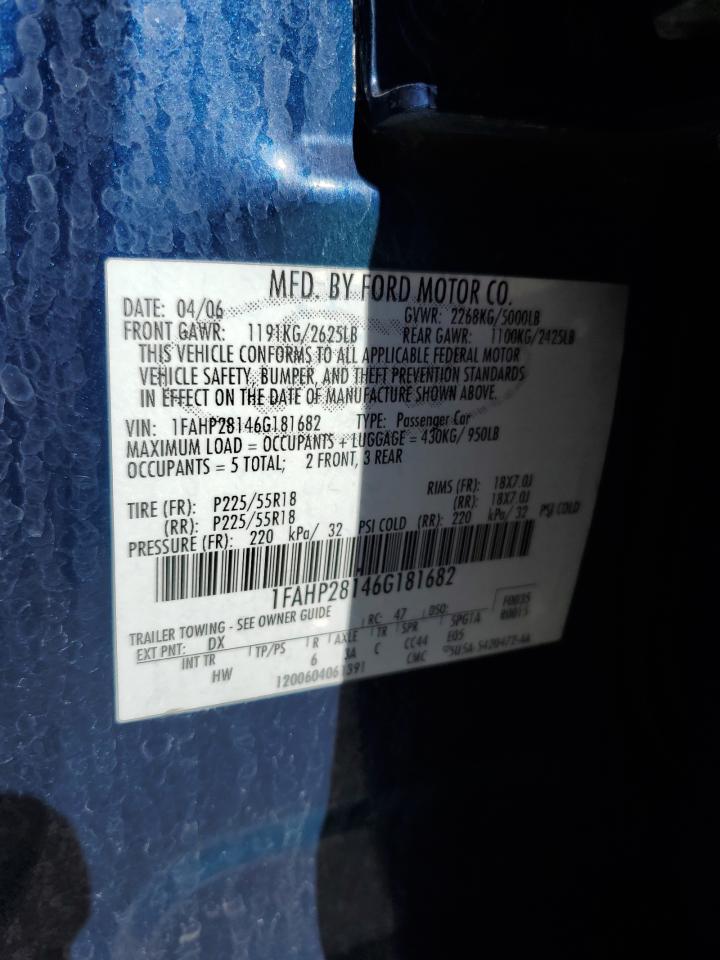 MFD. BY FORD MOTOR CO.
DATE: 04/06 GVWR: 2268KG/5000LB
FRONT GAWR: 1191KG/2625LB REAR GAWR: 1100KG/2425LB
THIS VEHICLE CONFORMS TO ALL APPLICABLE FEDERAL MOTOR
VEHICLE SAFETY, BUMPER, AND THEFT PREVENTION STANDARDS
IN EFFECT ON THE DATE OF MANUFACTURE SHOWN ABOVE.
VIN: 1FAHP28146G181682 TYPE: Passenger Car
MAXIMUM LOAD = OCCUPANTS + LUGGAGE = 430KG/ 950LB
OCCUPANTS = 5 TOTAL; 2 FRONT, 3 REAR
TIRE (FR): P225/55R18 RIMS (FR): 18X7.0J
(RR): P225/55R18 (RR): 18X7.0J
PRESSURE (FR): 220 kPa/ 32 PSI COLD (RR): 220 kPa/ 32 PSI COLD
1FAHP28146G181682
TRAILER TOWING - SEE OWNER GUIDE F0035
EXT PNT: DX RC: 47 DSO: R0015
INT TR TP/PS R AXLE TR SPR SPGTA
HW 6 3A C CC44 E05
1200604061391 CMC 5U5A-5420472-AA